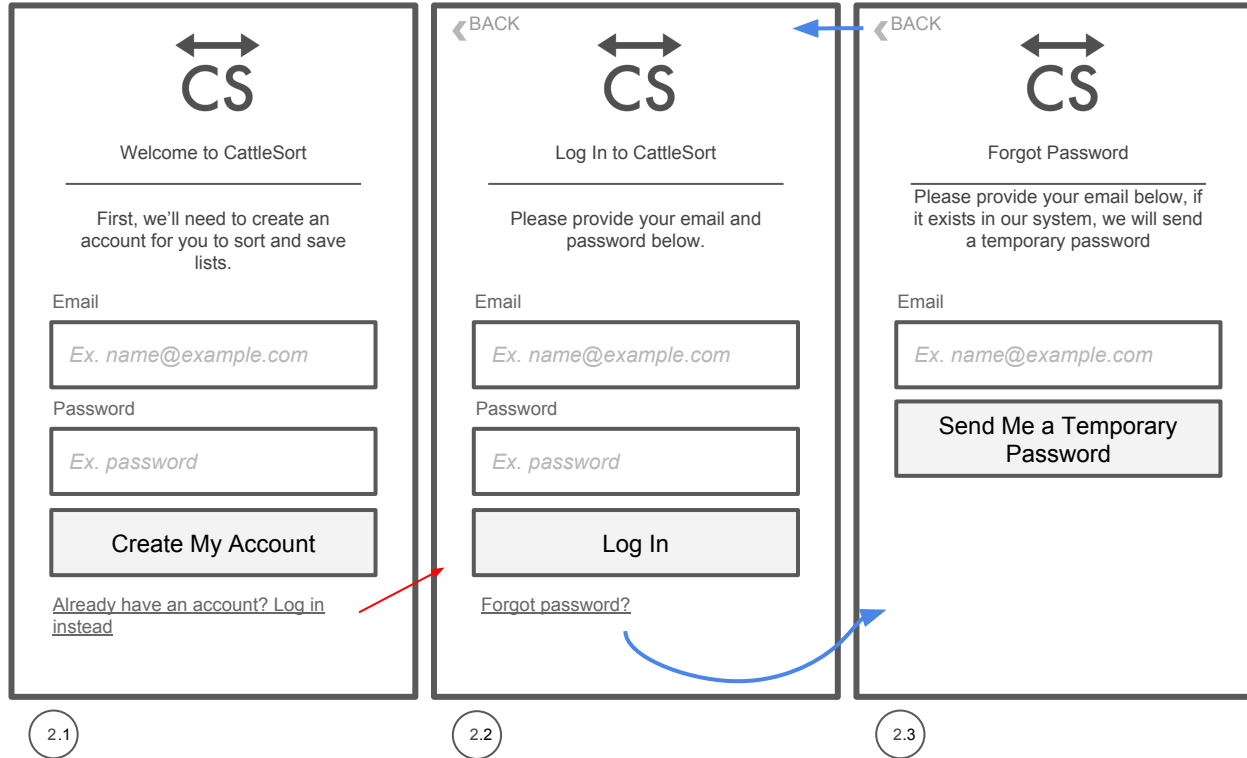 CS
Welcome to CattleSort
First, we'll need to create an
account for you to sort and save
lists.
Email
Ex. name@example.com
Password
Ex. password
Create My Account
Already have an account? Log in
instead
2.1
BACK
CS
Log In to CattleSort
Please provide your email and
password below.
Email
Ex. name@example.com
Password
Ex. password
Log In
Forgot password?
2.2
BACK
CS
Forgot Password
Please provide your email below, if
it exists in our system, we will send
a temporary password
Email
Ex. name@example.com
Send Me a Temporary
Password
2.3